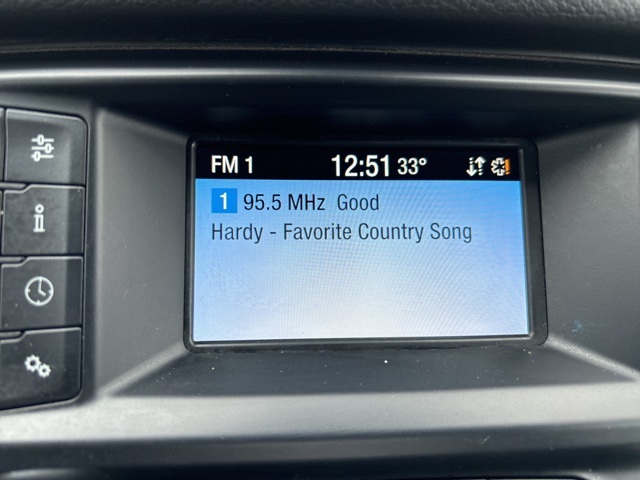 FM 1 12:51 33°
1 95.5 MHz Good
Hardy - Favorite Country Song